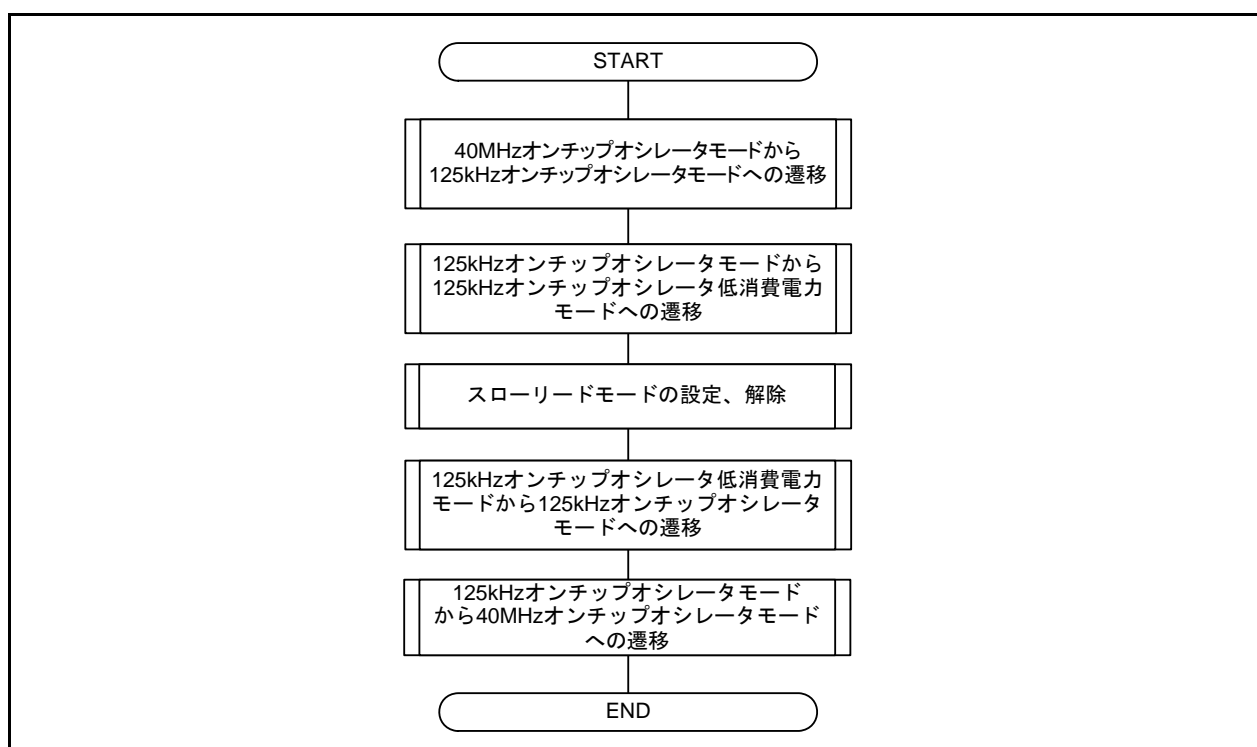 START
40MHzオンチップオシレータモードから
125kHzオンチップオシレータモードへの遷移
125kHzオンチップオシレータモードから
125kHzオンチップオシレータ低消費電力
モードへの遷移
スローリードモードの設定、解除
125kHzオンチップオシレータ低消費電力
モードから125kHzオンチップオシレータ
モードへの遷移
125kHzオンチップオシレータモード
から40MHzオンチップオシレータモード
への遷移
END